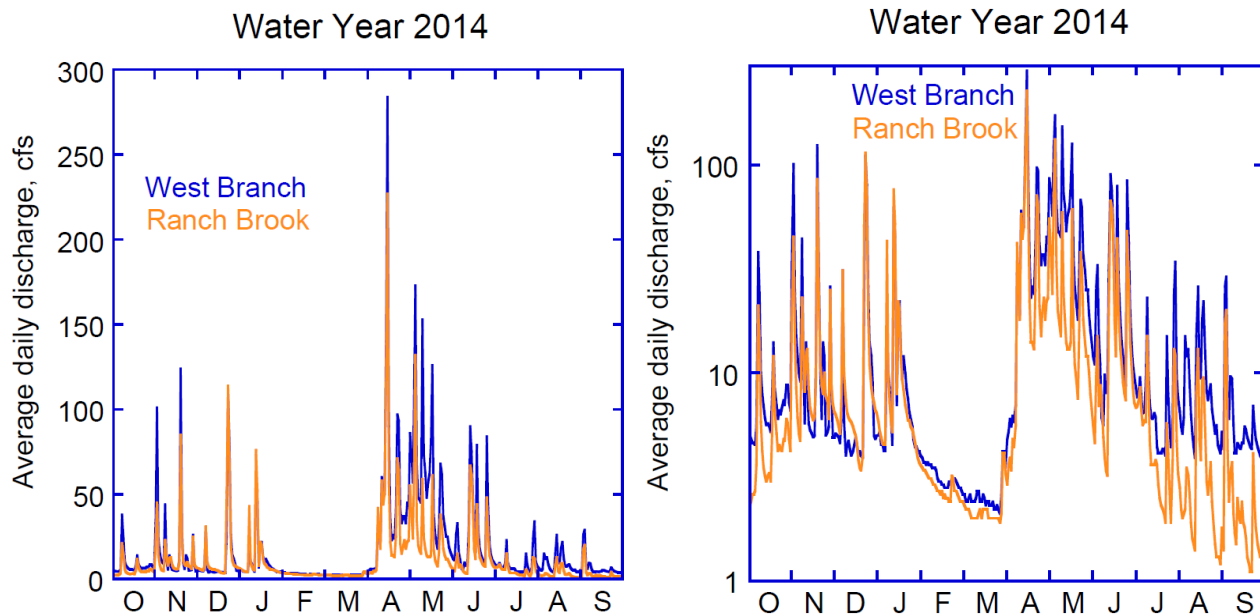 Water Year 2014
Average daily discharge, cfs
300
250
200
150
100
50
0
West Branch
Ranch Brook
O N D J F M A M J J A S
Water Year 2014
Average daily discharge, cfs
100
10
1
West Branch
Ranch Brook
O N D J F M A M J J A S